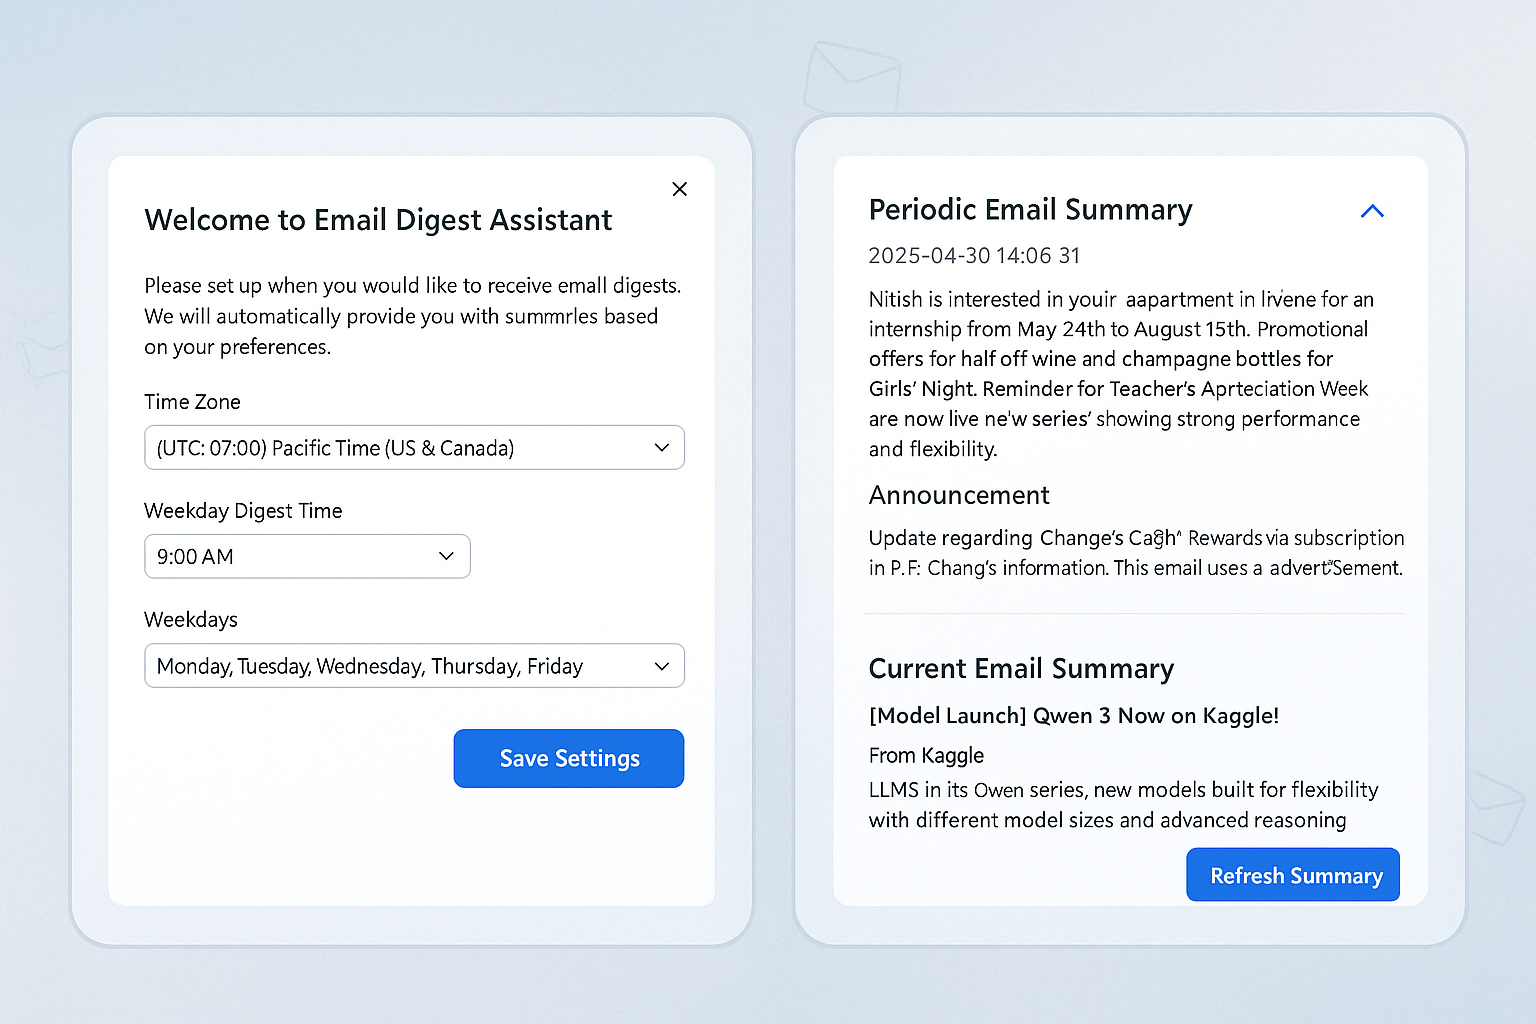 Welcome to Email Digest Assistant
Please set up when you would like to receive emall digests.
We will automatically provide you with summrles based
on your preferences.
Time Zone
(UTC: 07:00) Pacific Time (US & Canada)
Weekday Digest Time
9:00 AM
Weekdays
Monday, Tuesday, Wednesday, Thursday, Friday
Save Settings
Periodic Email Summary
2025-04-30 14:06 31
Nitish is interested in youir aapartment in for an
internship from May 24th to August 15th. Promotional
offers for half off wine and champagne bottles for
Girls' Night. Reminder for Teacher's Aprteciation Week
are now live ne'w series' showing strong performance
and flexibility.
Announcement
Update regarding Change's Rewards via subscription
in P.F: Chang's information. This email uses a
Current Email Summary
[Model Launch] Qwen 3 Now on Kaggle!
From Kaggle
LLMS in its Owen series, new models built for flexibility
with different model sizes and advanced reasoning
Refresh Summary